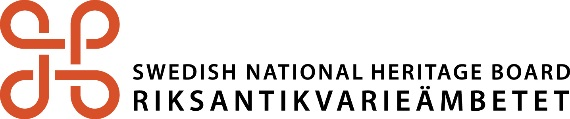 SWEDISH NATIONAL HERITAGE BOARD
RIKSANTIKVARIEÄMBETET